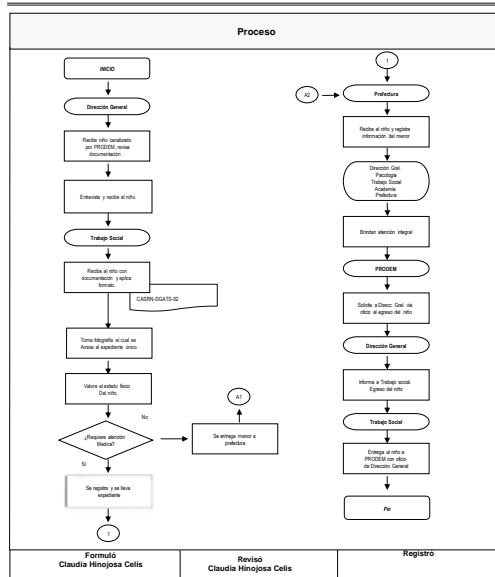 Proceso
INICIO
Dirección General
Recibe niño canalizado
por PRODEM, revisa
documentación .
Entrevista y recibe al niño.
Trabajo Social
Recibe al niño con
documentación y aplica
formato.
CASRN-DGATS-02
Toma fotografía el cual se
Anexa al expediente único.
Valora el estado físico
Del niño.
No
¿Requiere atención
Medica?
Sí
Se registra y se lleva
expediente
1
A1
Se entrega menor a
prefectura
1
A2
Prefectura
Recibe al niño y registra
información del menor
Dirección Gral.
Psicología
Trabajo Social
Academia
Prefectura
Brindan atención integral
PRODEM
Solicita a Direcc. Gral. vía
oficio el egreso del niño
Dirección General
Informa a Trabajo social.
Egreso del niño
Trabajo Social
Entrega al niño a
PRODEM con oficio
de Dirección General
Fin
Formuló
Claudia Hinojosa Celis
Revisó
Claudia Hinojosa Celis
Registró